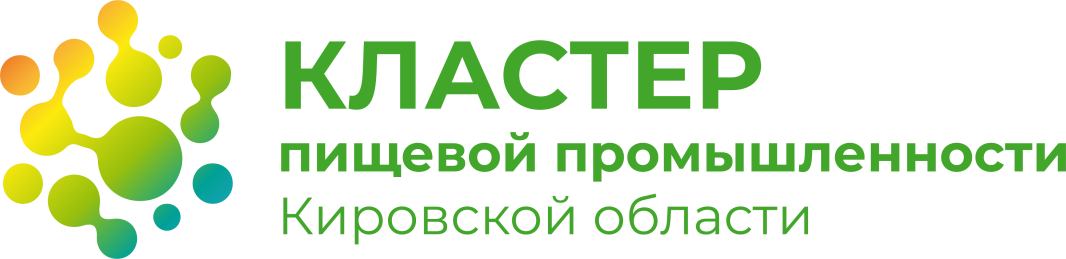 КЛАСТЕР
пищевой промышленности
Кировской области